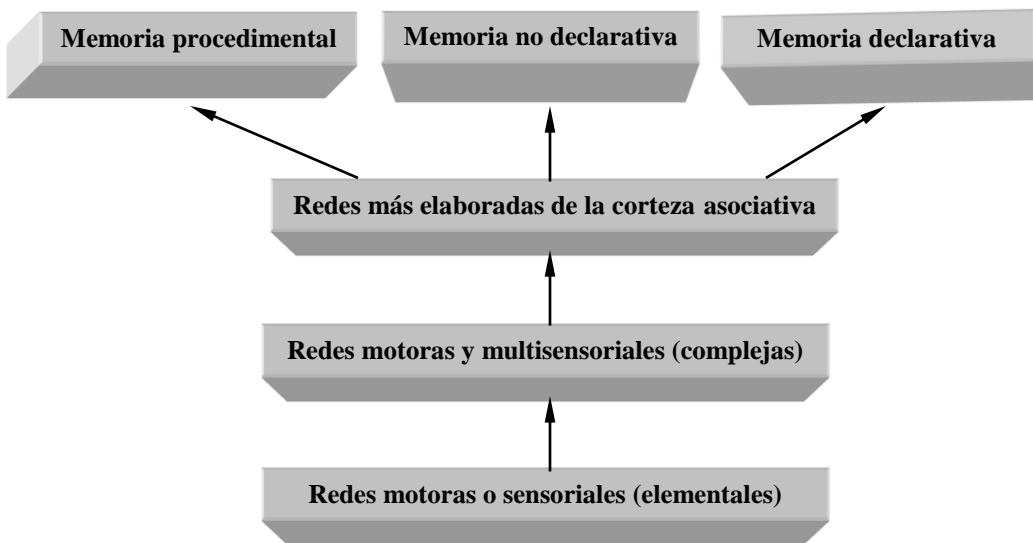 Memoria procedimental
Memoria no declarativa
Memoria declarativa
Redes más elaboradas de la corteza asociativa
Redes motoras y multisensoriales (complejas)
Redes motoras o sensoriales (elementales)